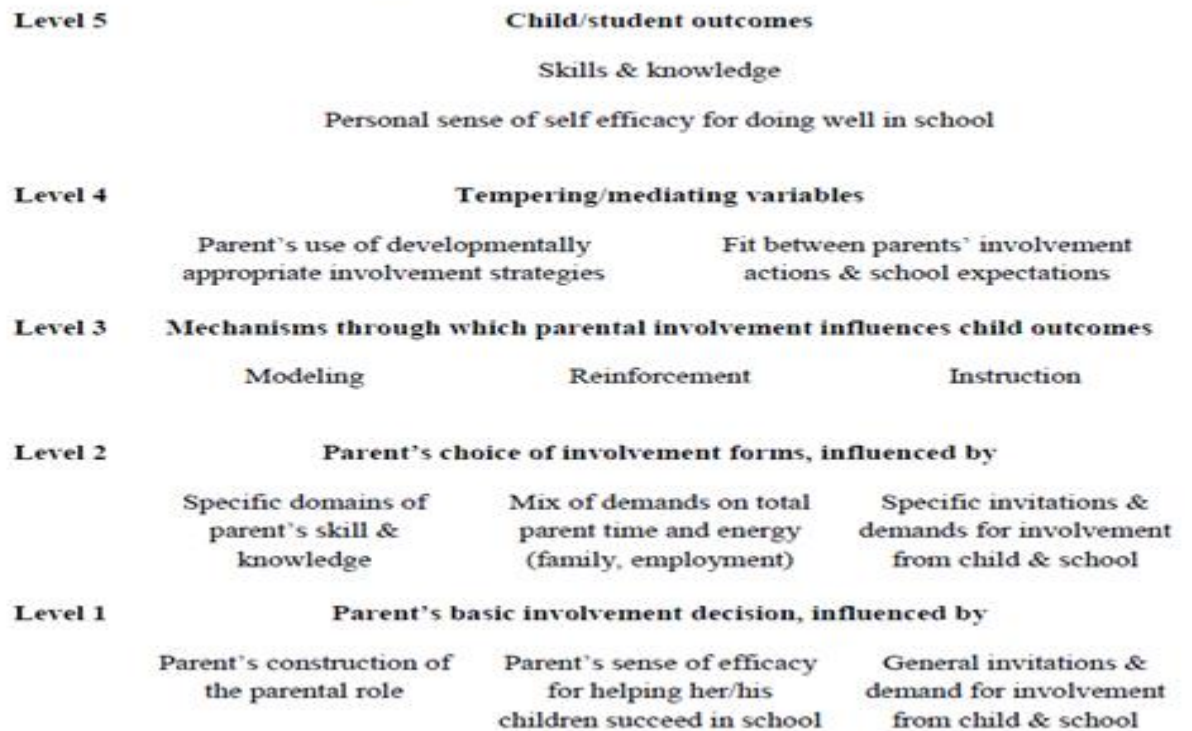 Level 5 Child/student outcomes
Skills & knowledge
Personal sense of self efficacy for doing well in school
Level 4 Tempering/mediating variables
Parent's use of developmentally appropriate involvement strategies
Fit between parents' involvement actions & school expectations
Level 3 Mechanisms through which parental involvement influences child outcomes
Modeling Reinforcement Instruction
Level 2 Parent's choice of involvement forms, influenced by
Specific domains of
parent's skill &
knowledge
Mix of demands on total
parent time and energy
(family, employment)
Specific invitations &
demands for involvement
from child & school
Level 1 Parent's basic involvement decision, influenced by
Parent's construction of
the parental role
Parent's sense of efficacy
for helping her/his
children succeed in school
General invitations &
demand for involvement
from child & school